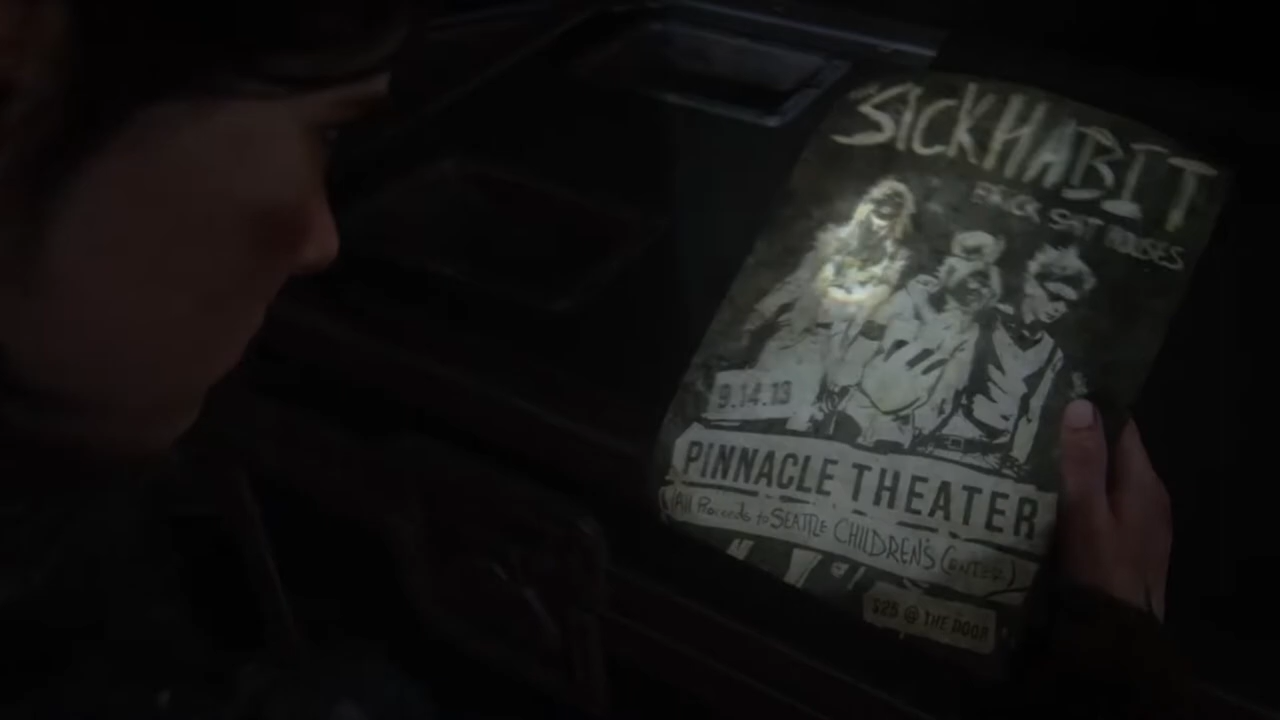 SICKHABIT
9.14.13
PINNACLE THEATER
(All Proceeds to SEATTLE CHILDREN'S CENTER)
$25 @ THE DOOR